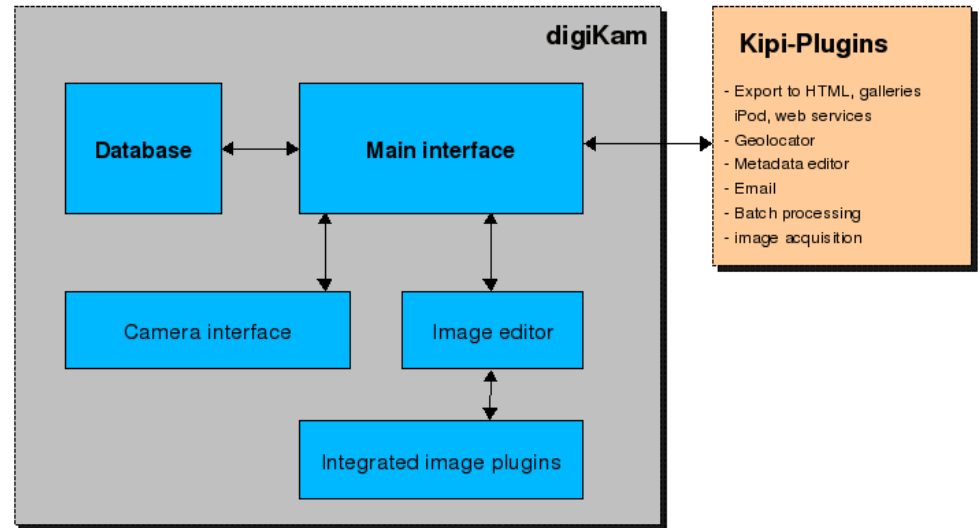 digiKam
Database
Main interface
Camera interface
Image editor
Integrated image plugins
Kipi-Plugins
- Export to HTML, galleries
iPod, web services
- Geolocator
- Metadata editor
- Email
- Batch processing
- image acquisition